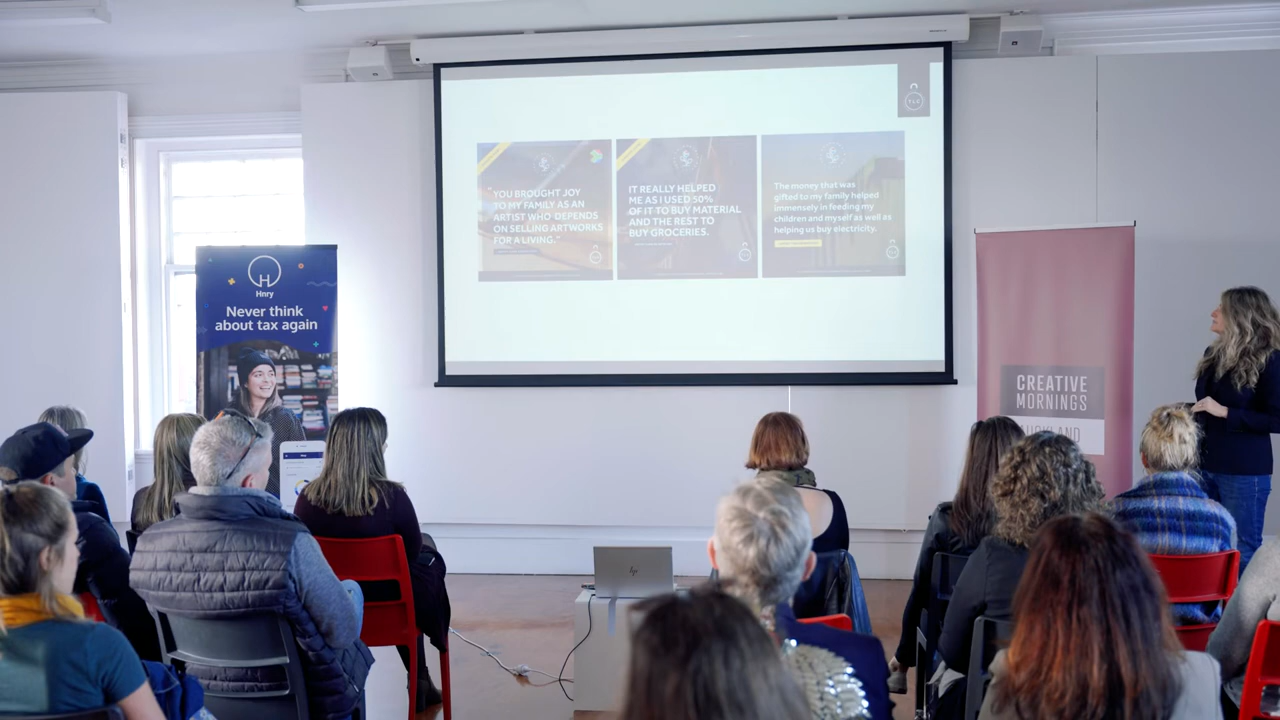 "YOU BROUGHT JOY
TO MY FAMILY AS AN
ARTIST WHO DEPENDS
ON SELLING ARTWORKS
FOR A LIVING."
IT REALLY HELPED
ME AS I USED 50%
OF IT TO BUY MATERIAL
AND THE REST TO
BUY GROCERIES.
The money that was
gifted to my family helped
immensely in feeding my
children and myself as well as
helping us buy electricity.
Hnry
Never think
about tax again
CREATIVE
MORNINGS
AUCKLAND
hp